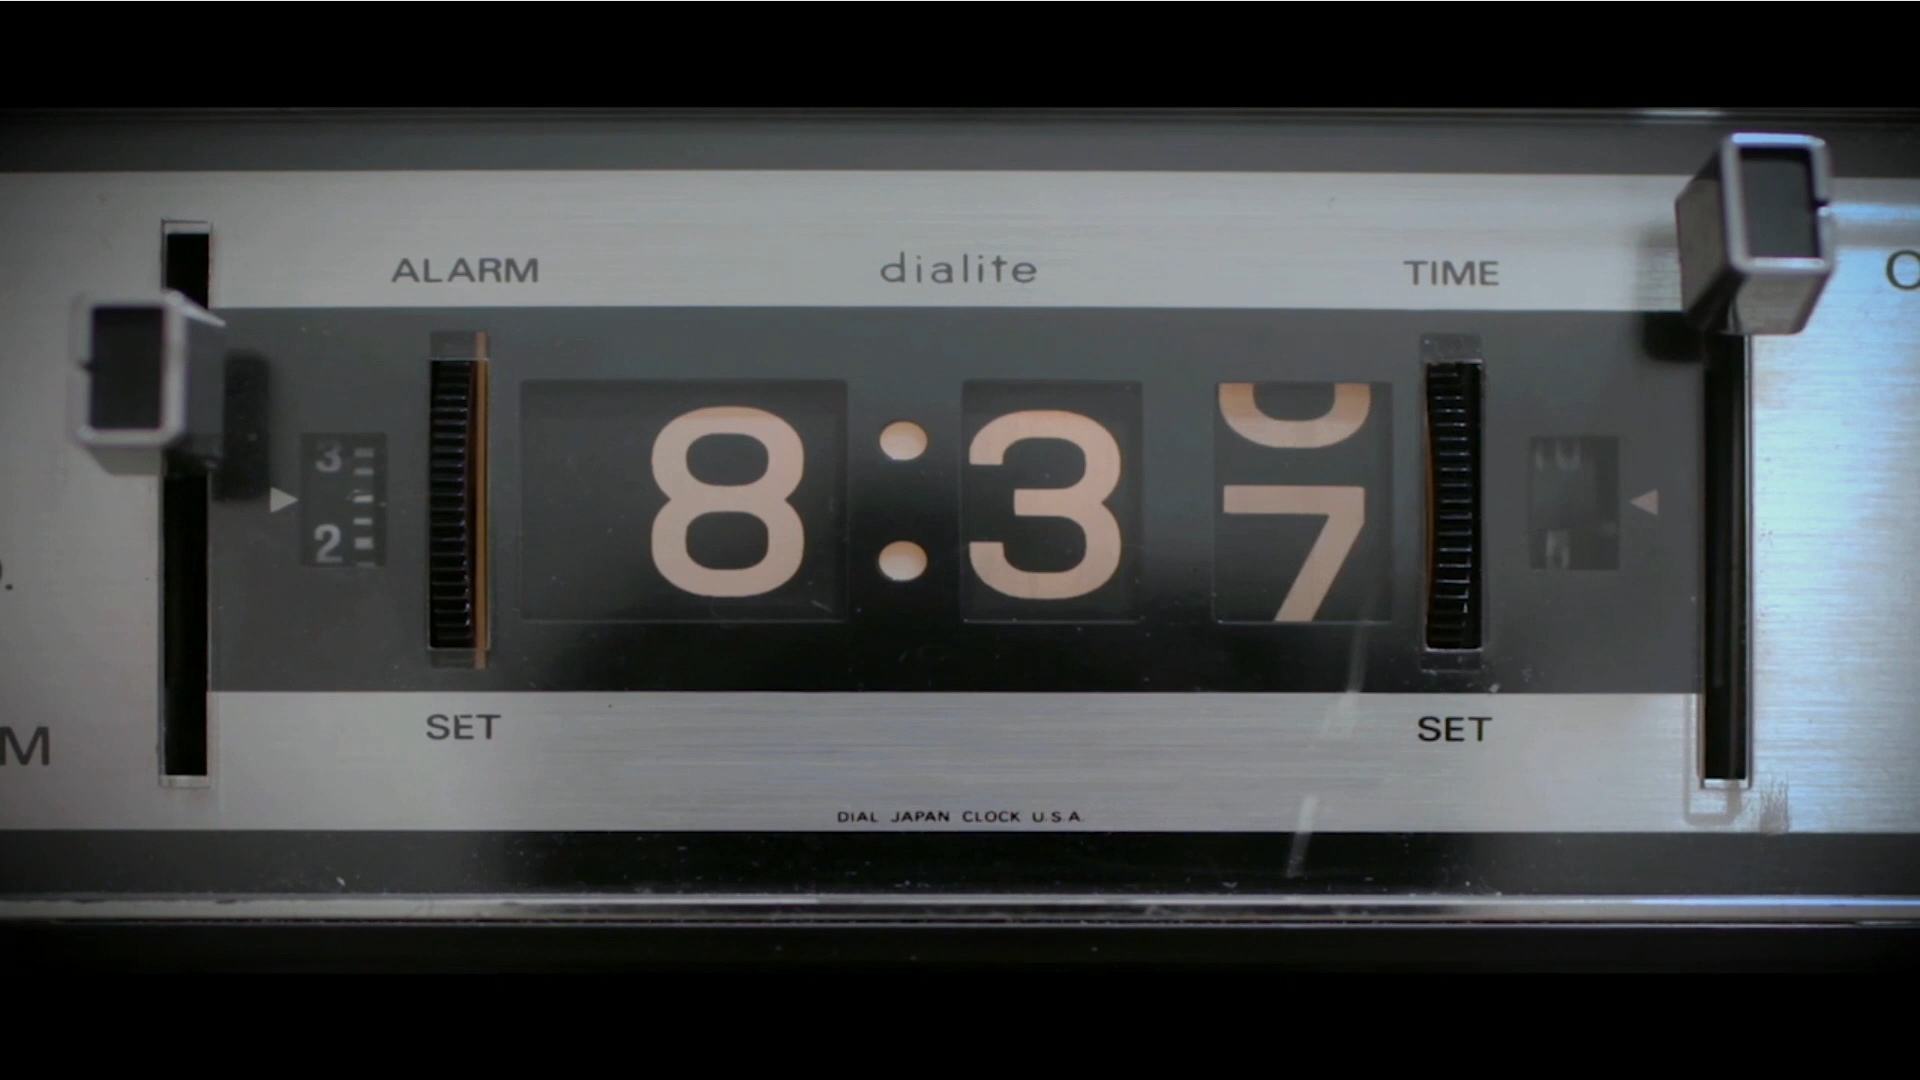 ALARM dialite TIME
3
8:37
2
SET SET
M
DIAL JAPAN CLOCK U.S.A.